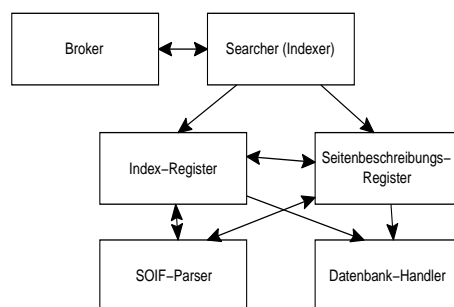 Broker
Searcher (Indexer)
Index−Register
Seitenbeschreibungs−
Register
SOIF−Parser
Datenbank−Handler